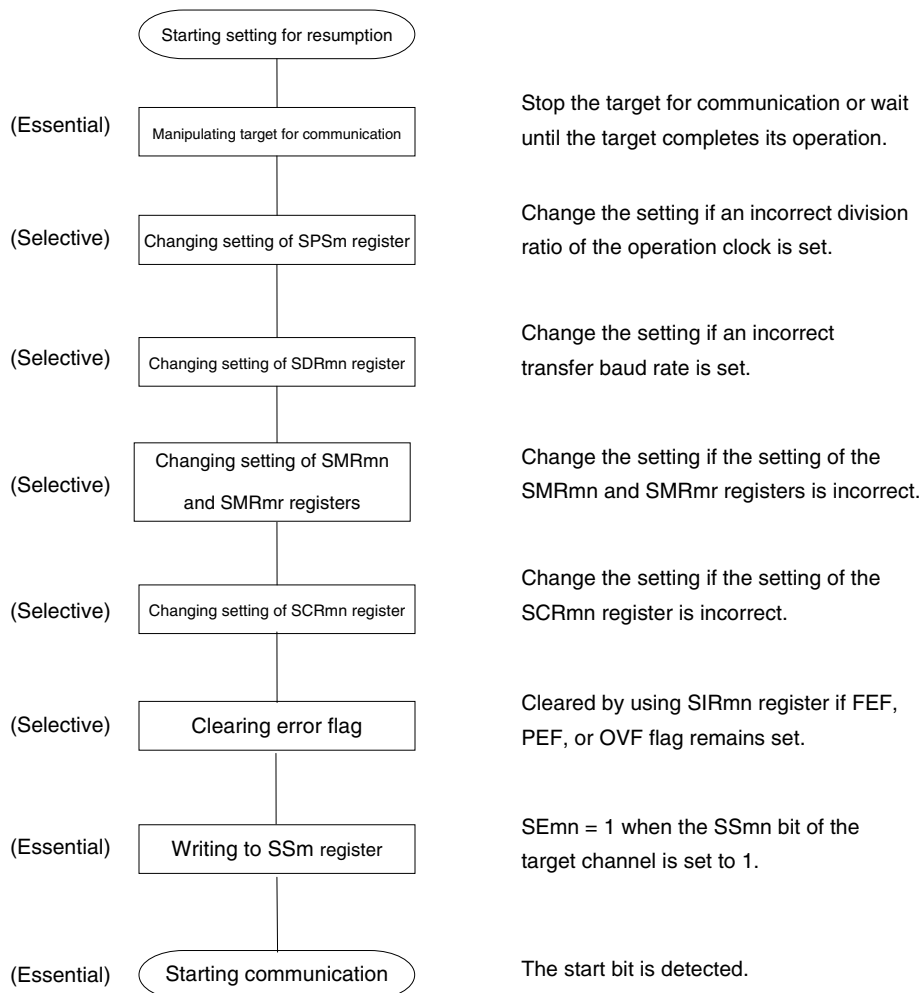 Starting setting for resumption
(Essential)
Manipulating target for communication
Stop the target for communication or wait
until the target completes its operation.
(Selective)
Changing setting of SPSm register
Change the setting if an incorrect division
ratio of the operation clock is set.
(Selective)
Changing setting of SDRmn register
Change the setting if an incorrect
transfer baud rate is set.
(Selective)
Changing setting of SMRmn
and SMRmr registers
Change the setting if the setting of the
SMRmn and SMRmr registers is incorrect.
(Selective)
Changing setting of SCRmn register
Change the setting if the setting of the
SCRmn register is incorrect.
(Selective)
Clearing error flag
Cleared by using SIRmn register if FEF,
PEF, or OVF flag remains set.
(Essential)
Writing to SSm register
SEmn = 1 when the SSmn bit of the
target channel is set to 1.
(Essential)
Starting communication
The start bit is detected.